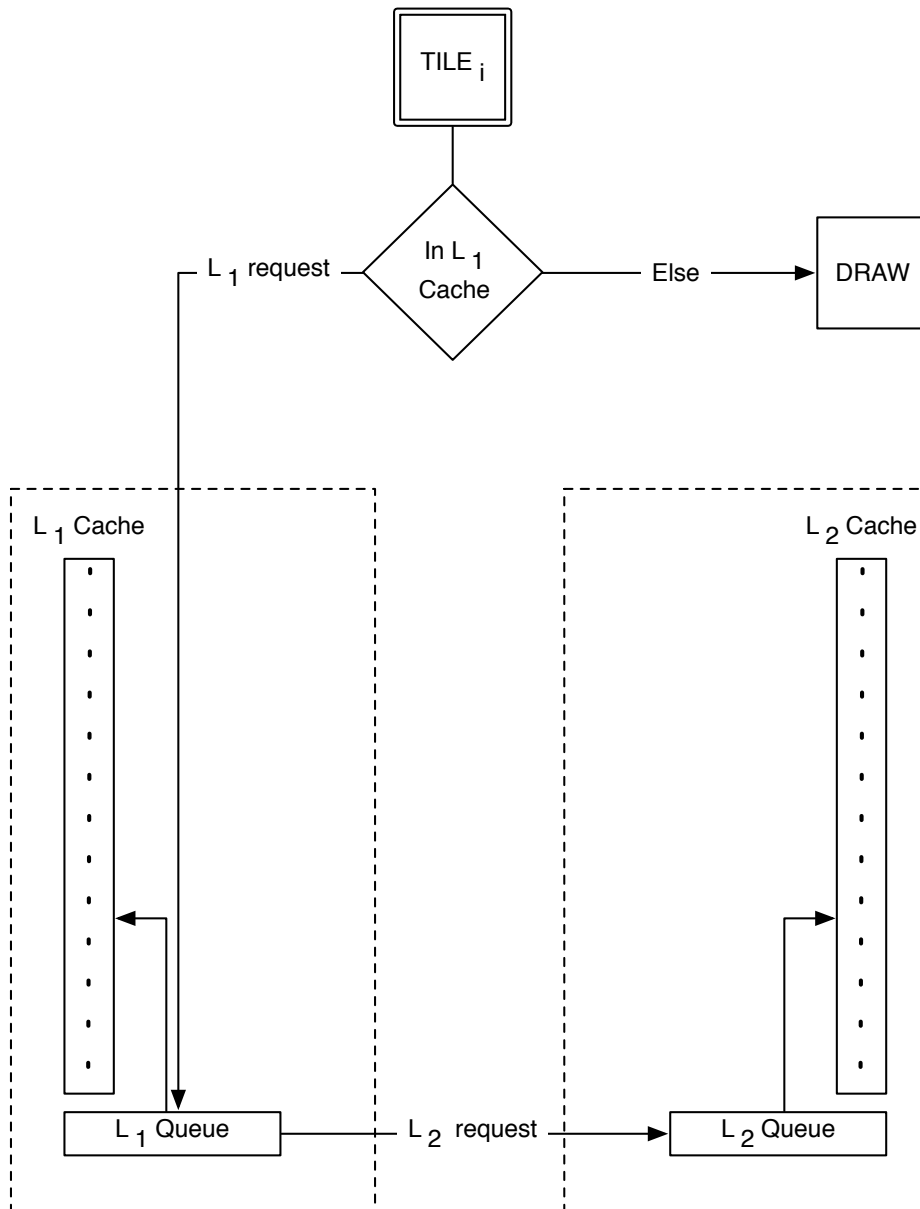 TILE i
In L 1
Cache
L 1 request
Else
DRAW
L 1 Cache
L 2 Cache
L 1 Queue
L 2 request
L 2 Queue